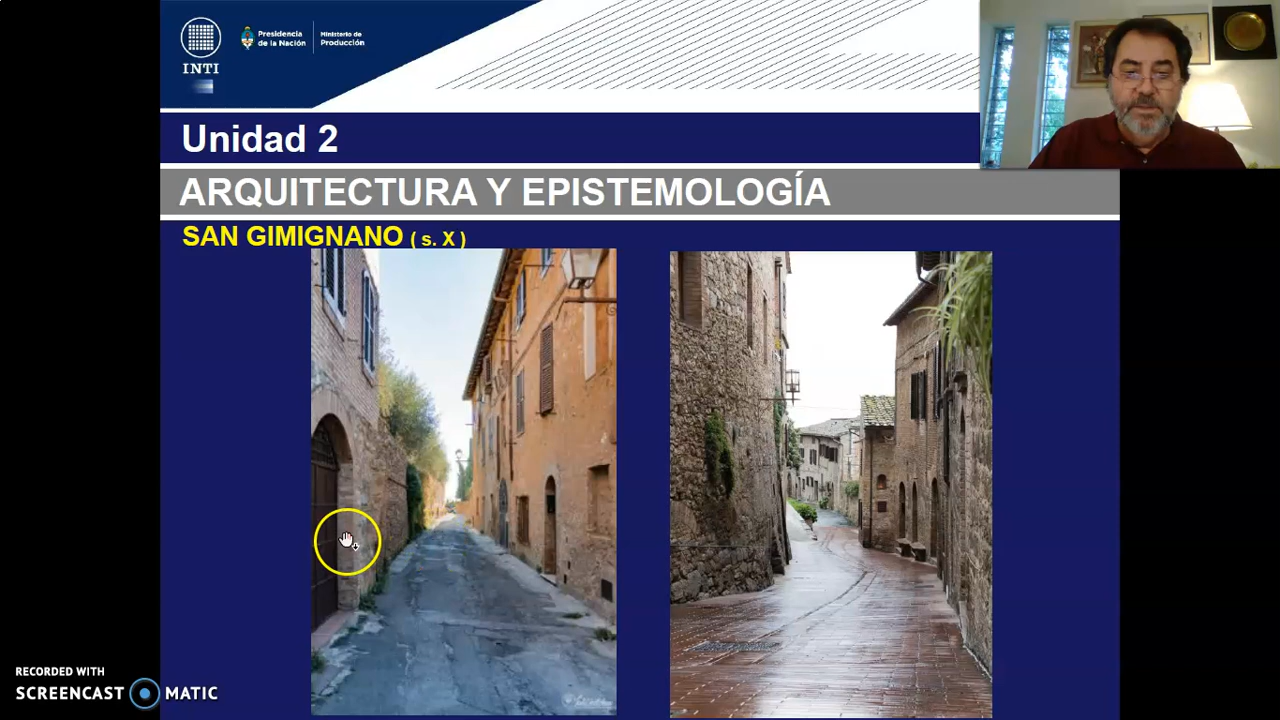 INTI
Presidencia
de la Nación
Ministerio de
Producción
Unidad 2
ARQUITECTURA Y EPISTEMOLOGÍA
SAN GIMIGNANO ( s. X )
RECORDED WITH
SCREENCAST MATIC